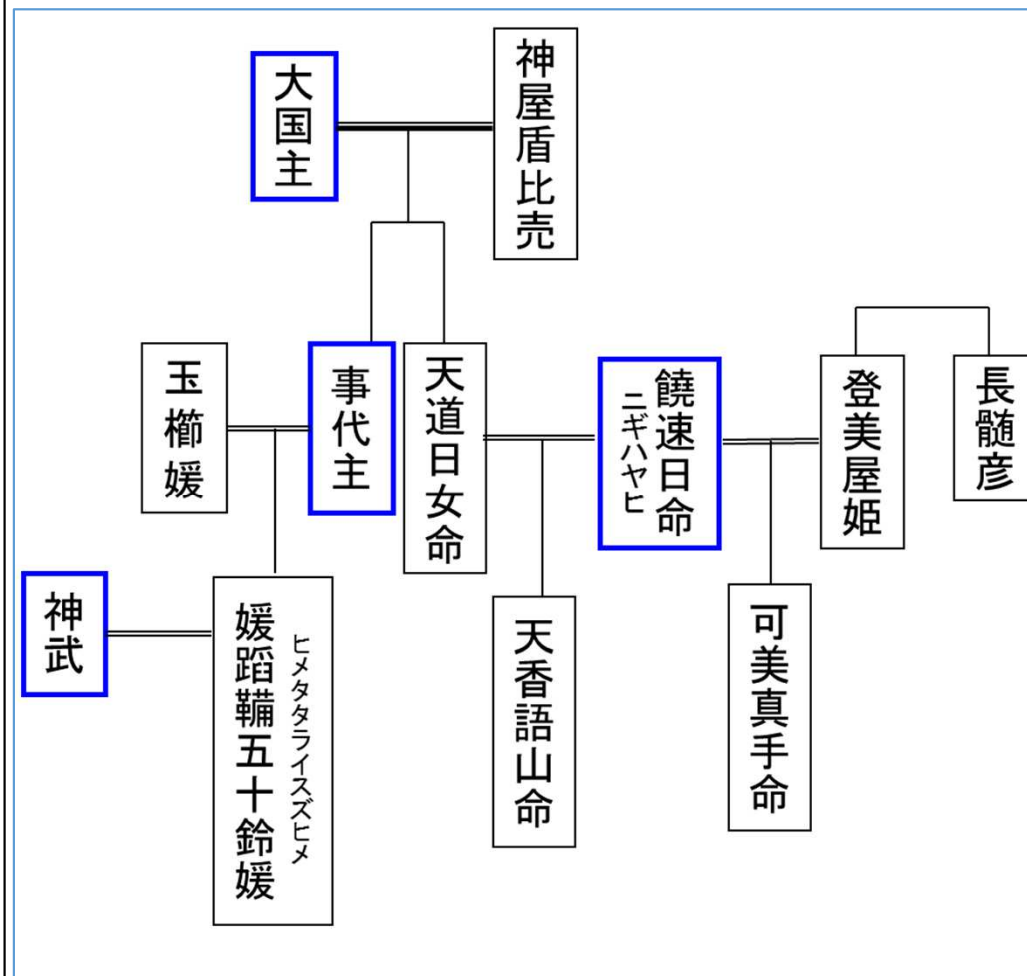 大国主
神屋盾比売
玉櫛媛
事代主
天道日女命
饒速日命
ニギハヤヒ
登美屋姫
長髄彦
神武
ヒメタタライスズヒメ
媛蹈鞴五十鈴媛
天香語山命
可美真手命